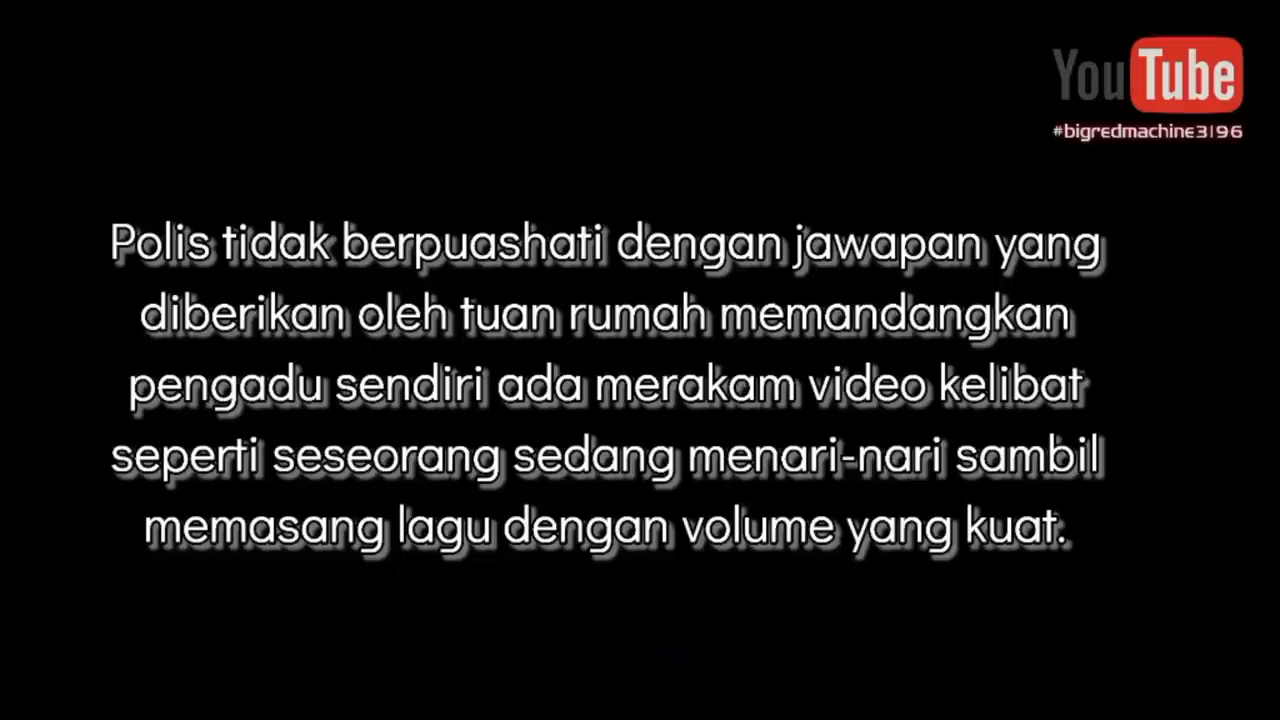 YouTube
#bigredmachine3196
Polis tidak berpuashati dengan jawapan yang
diberikan oleh tuan rumah memandangkan
pengadu sendiri ada merakam video kelibat
seperti seseorang sedang menari-nari sambil
memasang lagu dengan volume yang kuat.